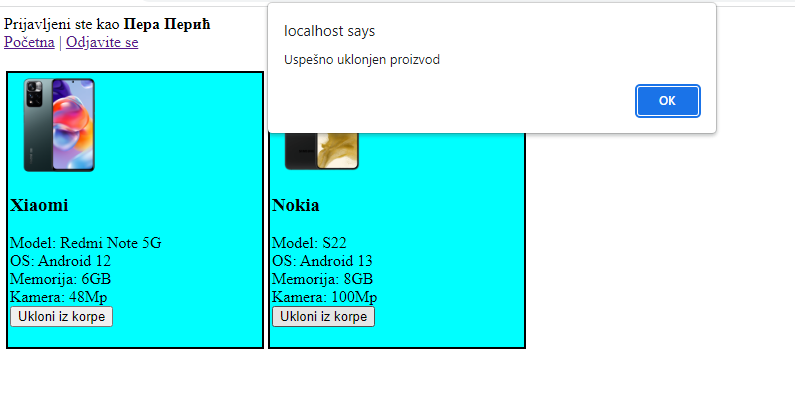 Prijavljeni ste kao Пера Перић
Početna | Odjavite se
localhost says
Uspešno uklonjen proizvod
OK
Xiaomi
Model: Redmi Note 5G
OS: Android 12
Memorija: 6GB
Kamera: 48Mp
Ukloni iz korpe
Nokia
Model: S22
OS: Android 13
Memorija: 8GB
Kamera: 100Mp
Ukloni iz korpe